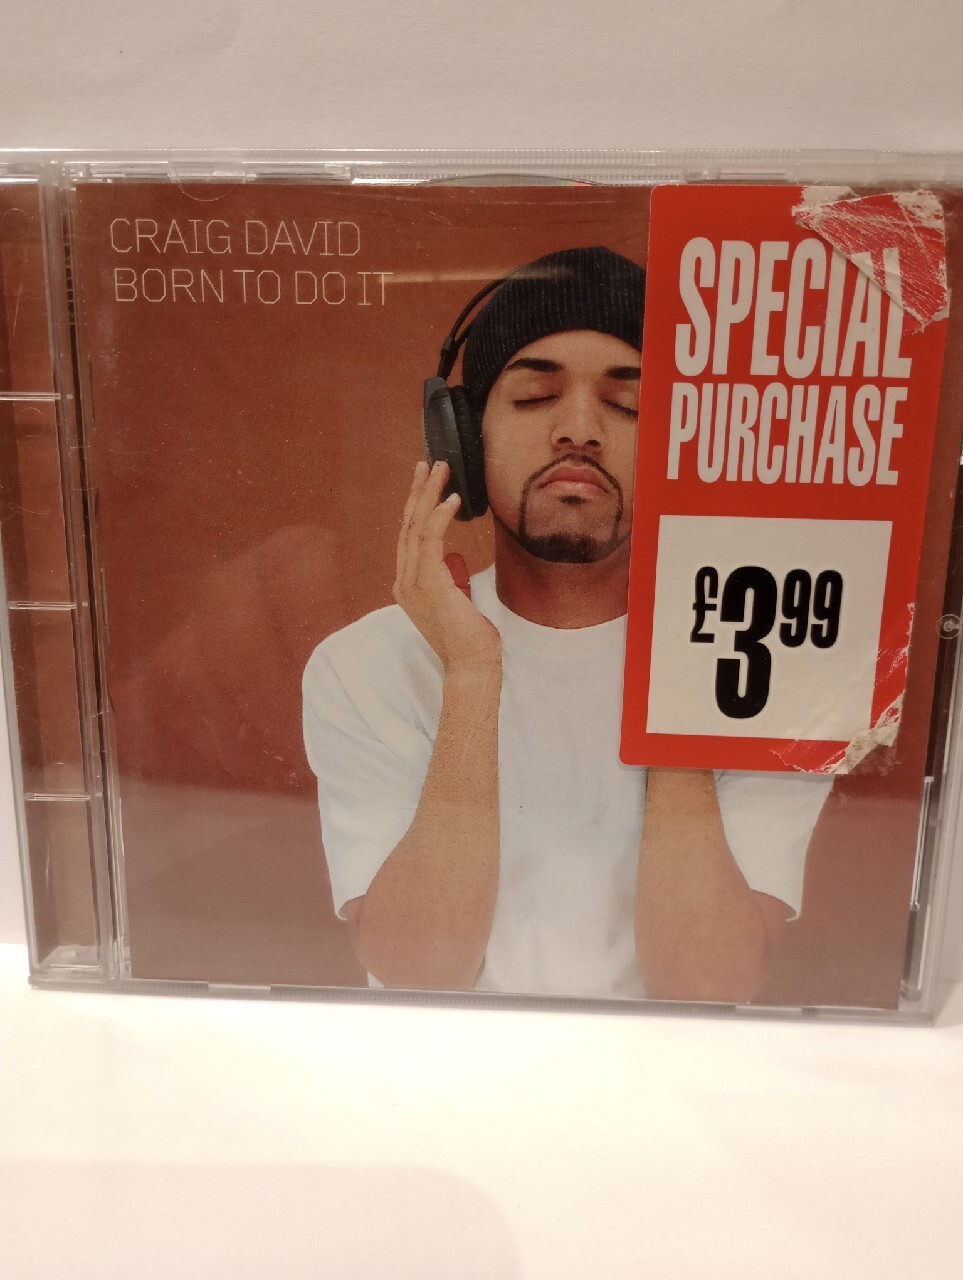 CRAIG DAVID
BORN TO DO IT
SPECIAL
PURCHASE
£3.99